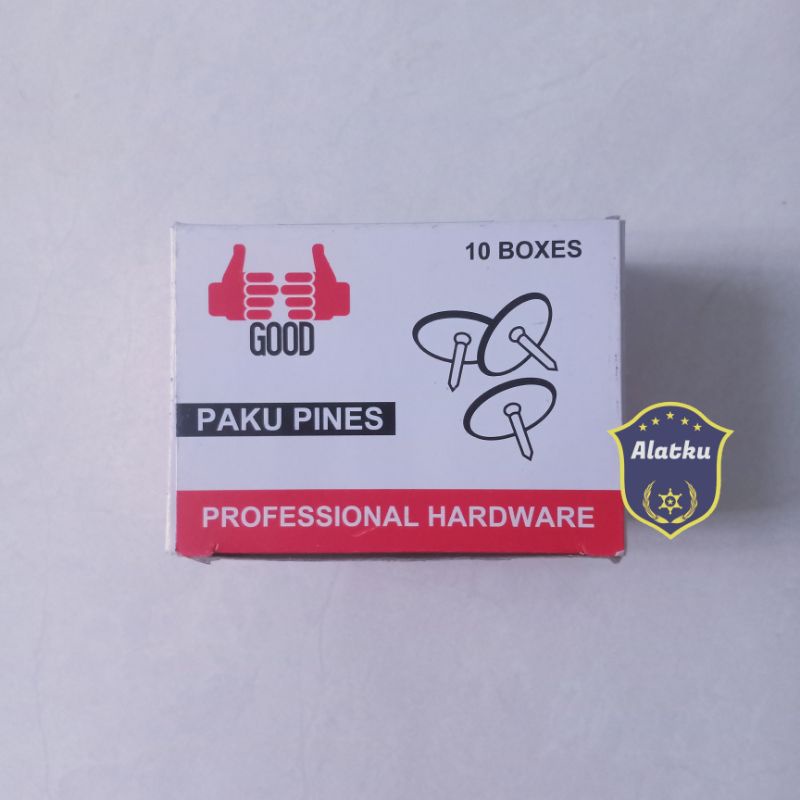 10 BOXES
GOOD
PAKU PINES
Alatku
PROFESSIONAL HARDWARE